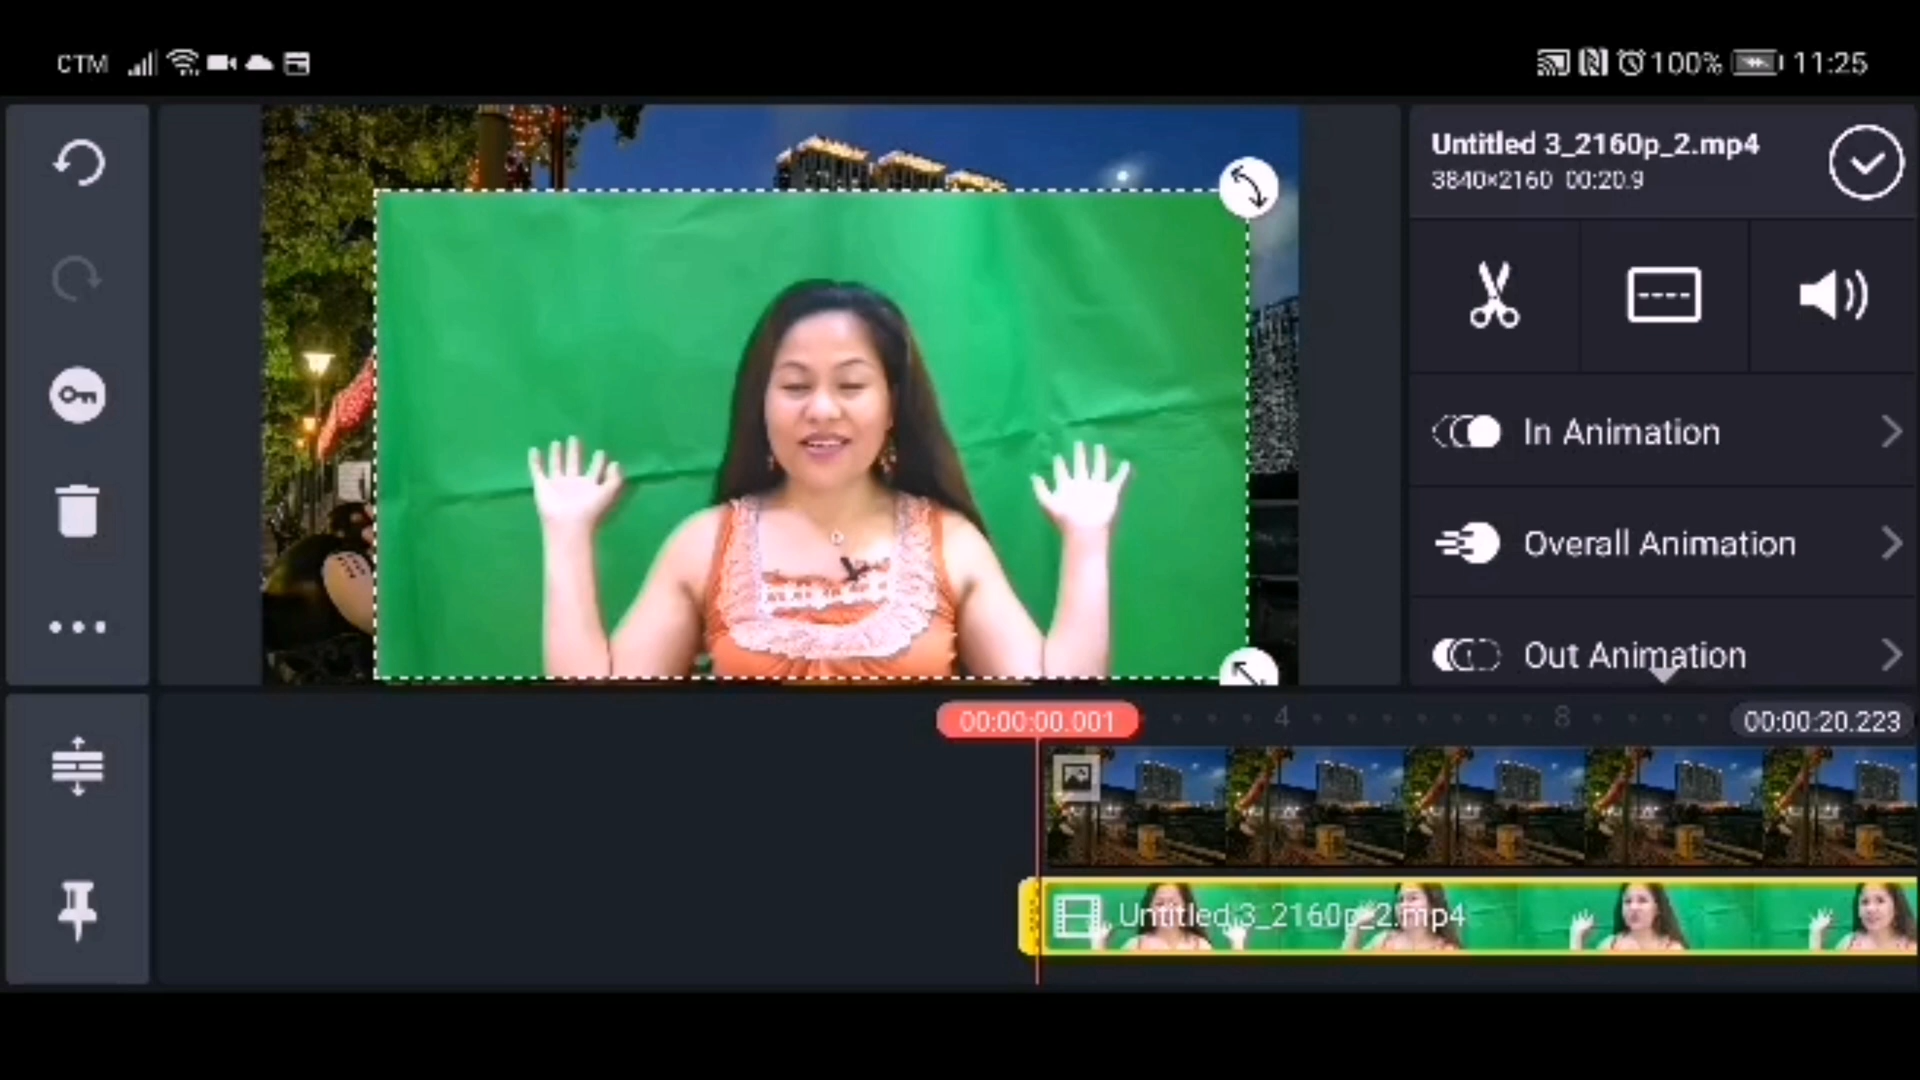 CTM
100% 11:25
Untitled 3_2160p_2.mp4
3840×2160 00:20.9
In Animation
Overall Animation
Out Animation
00:00:00.001
4
8
00:00:20.223
Untitled 3_2160p_2.mp4